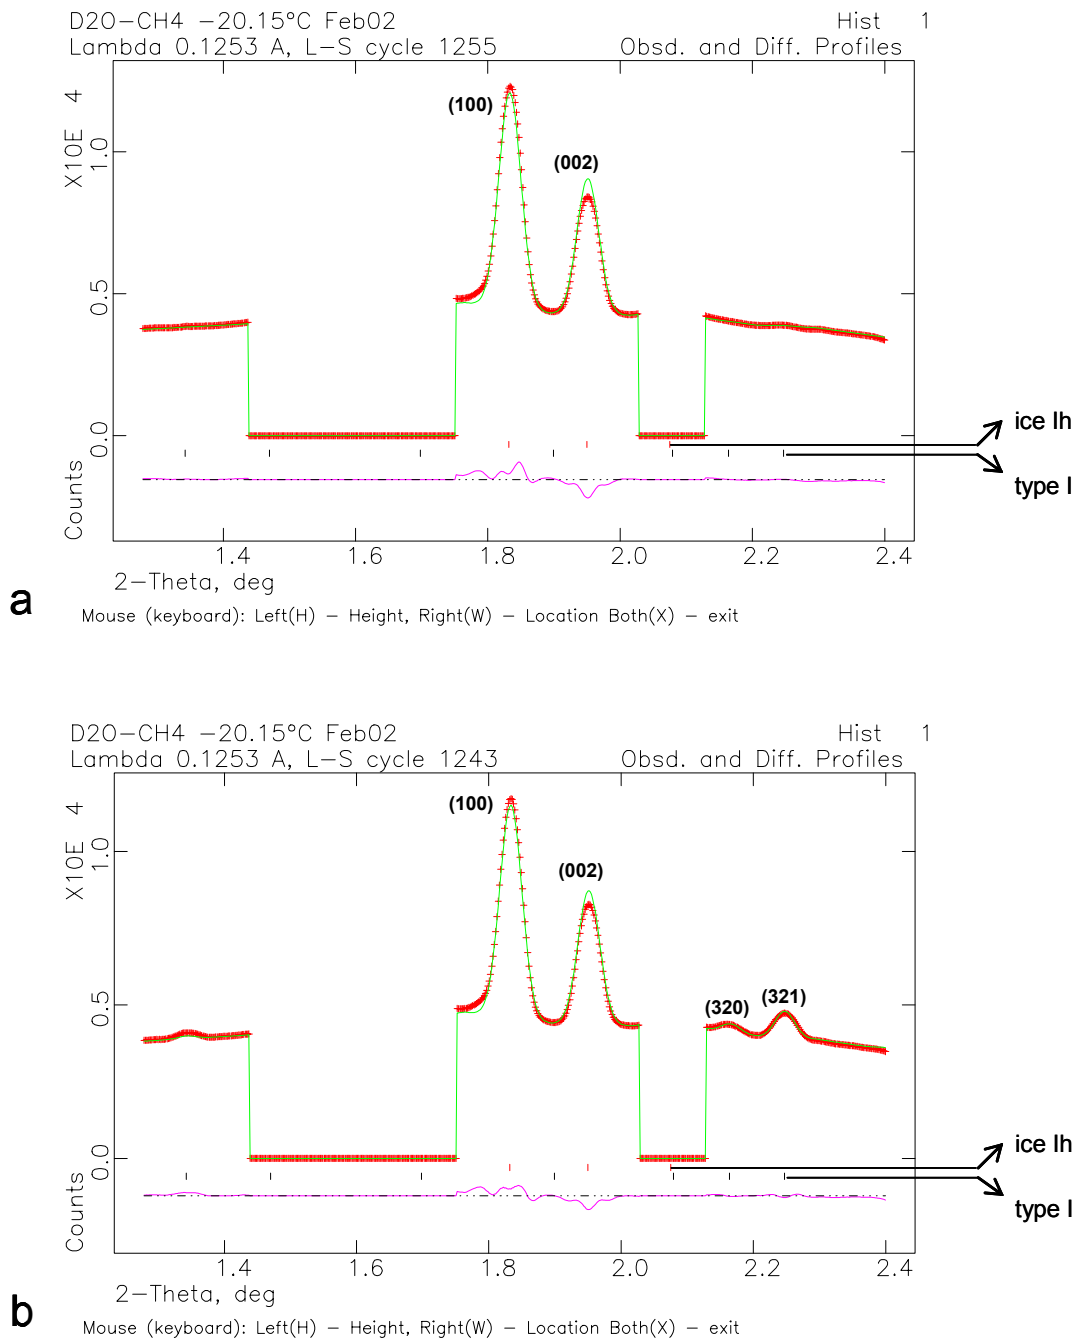 D2O-CH4 -20.15°C Feb02 Hist 1
Lambda 0.1253 A, L-S cycle 1255 Obsd. and Diff. Profiles
X10E 4
(100)
(002)
1.0
0.5
0.0
ice Ih
type I
Counts
1.4 1.6 1.8 2.0 2.2 2.4
2-Theta, deg
a
Mouse (keyboard): Left(H) - Height, Right(W) - Location Both(X) - exit
D2O-CH4 -20.15°C Feb02 Hist 1
Lambda 0.1253 A, L-S cycle 1243 Obsd. and Diff. Profiles
X10E 4
(100)
(002)
1.0
(320) (321)
0.5
0.0
ice Ih
type I
Counts
1.4 1.6 1.8 2.0 2.2 2.4
2-Theta, deg
b
Mouse (keyboard): Left(H) - Height, Right(W) - Location Both(X) - exit